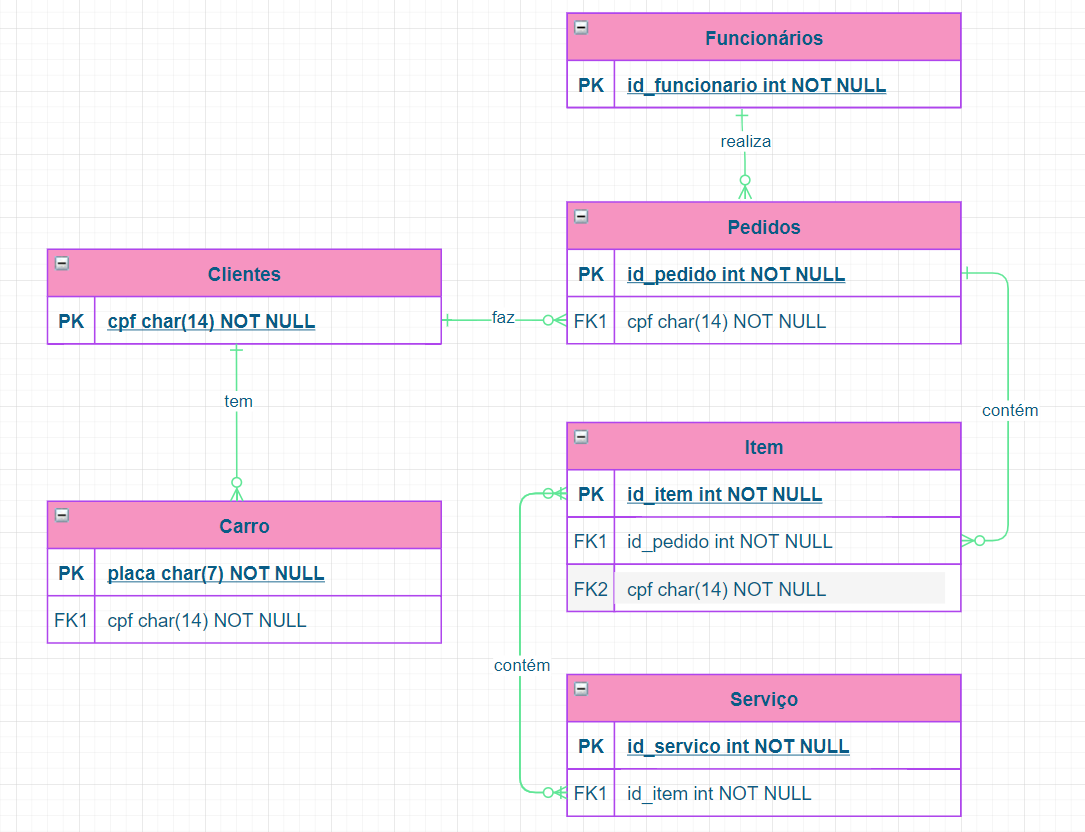 Funcionários
PK id_funcionario int NOT NULL
realiza
Pedidos
PK id_pedido int NOT NULL
FK1 cpf char(14) NOT NULL
Clientes
PK cpf char(14) NOT NULL
faz
tem
contém
Item
PK id_item int NOT NULL
FK1 id_pedido int NOT NULL
FK2 cpf char(14) NOT NULL
Carro
PK placa char(7) NOT NULL
FK1 cpf char(14) NOT NULL
contém
Serviço
PK id_servico int NOT NULL
FK1 id_item int NOT NULL